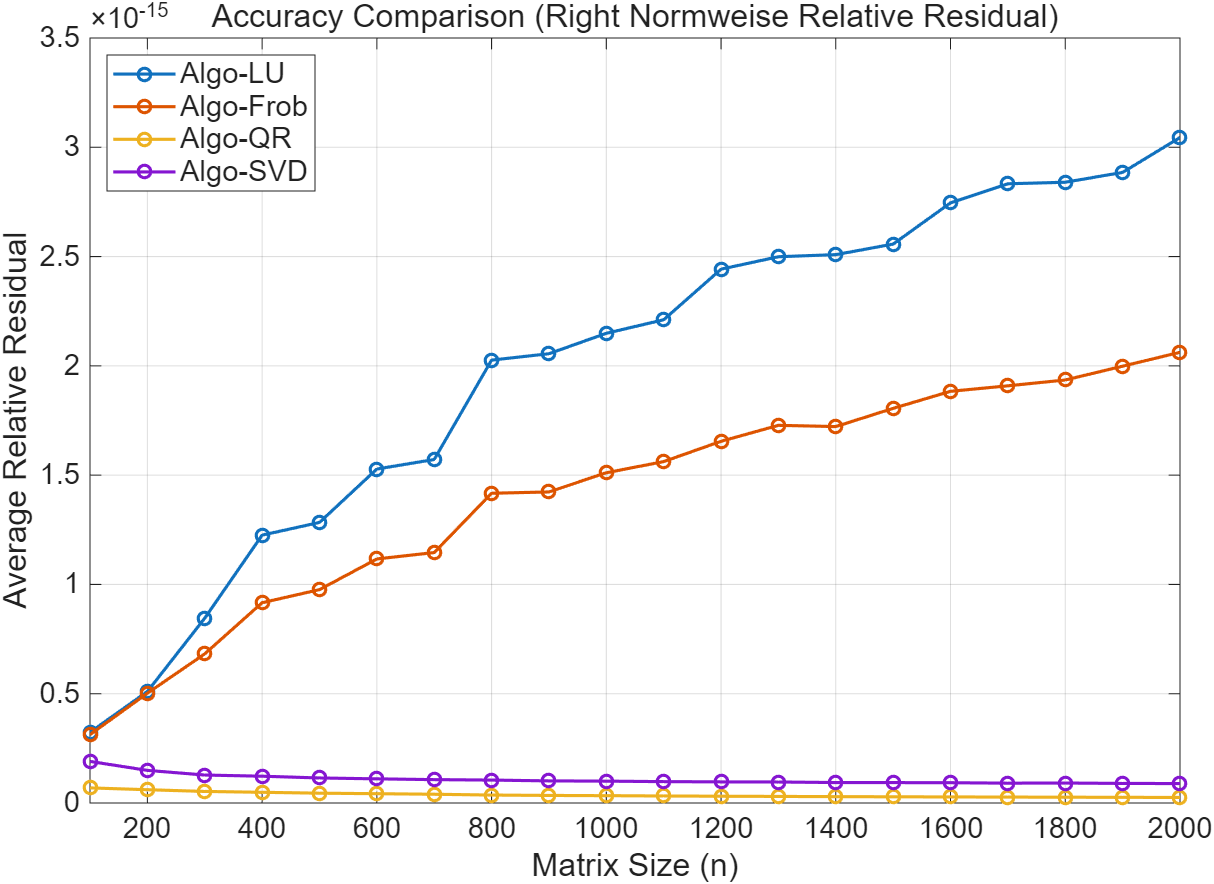 ×10⁻¹⁵
Accuracy Comparison (Right Normweise Relative Residual)
3.5
3
2.5
2
1.5
1
0.5
0
Algo-LU
Algo-Frob
Algo-QR
Algo-SVD
Average Relative Residual
200 400 600 800 1000 1200 1400 1600 1800 2000
Matrix Size (n)